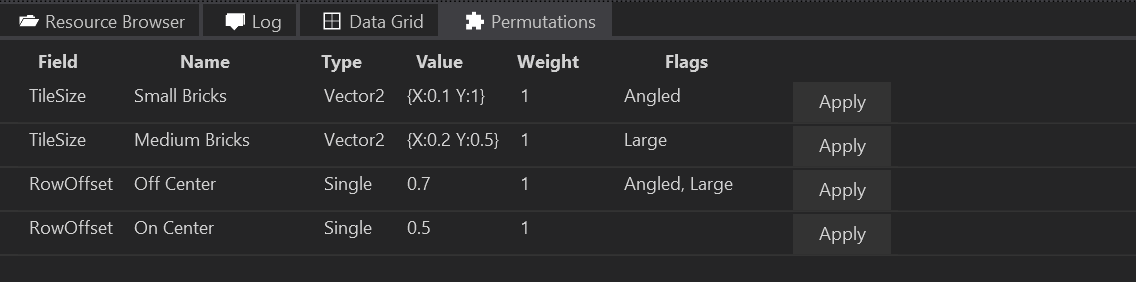 Resource Browser Log Data Grid Permutations
Field Name Type Value Weight Flags
TileSize Small Bricks Vector2 {X:0.1 Y:1} 1 Angled Apply
TileSize Medium Bricks Vector2 {X:0.2 Y:0.5} 1 Large Apply
RowOffset Off Center Single 0.7 1 Angled, Large Apply
RowOffset On Center Single 0.5 1 Apply